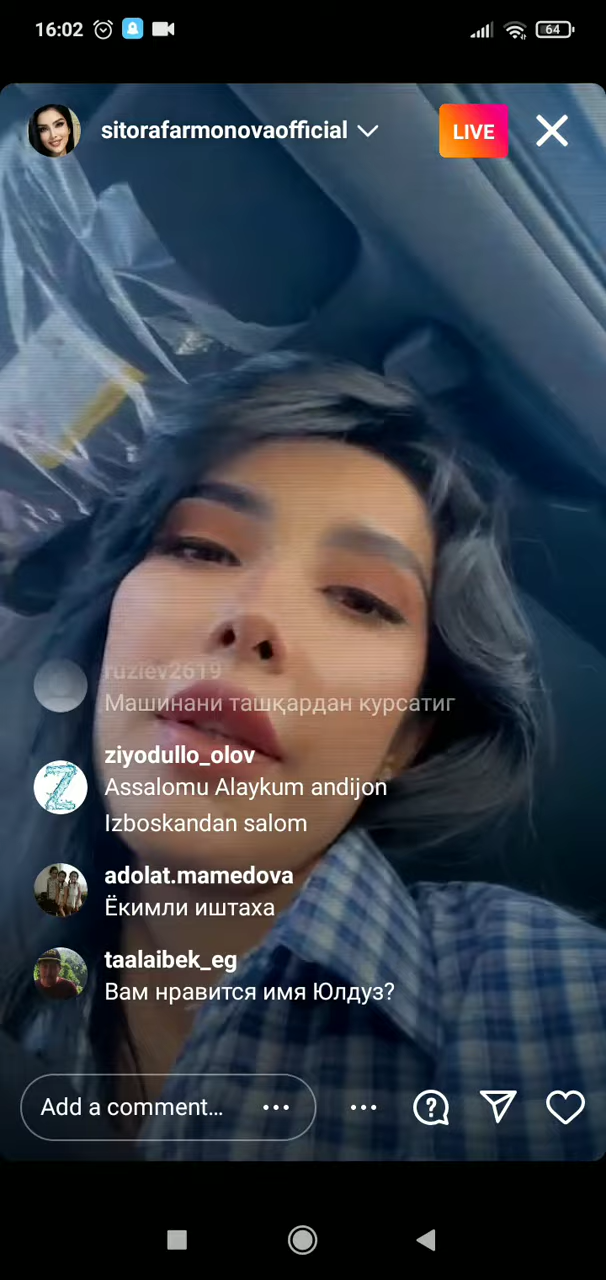 16:02
64
sitorafarmonovaofficial
LIVE
ruziev2619
Машинани ташқардан курсатиг
ziyodullo_olov
Assalomu Alaykum andijon
Izboskandan salom
adolat.mamedova
Ёкимли иштаха
taalaibek_eg
Вам нравится имя Юлдуз?
Add a comment...